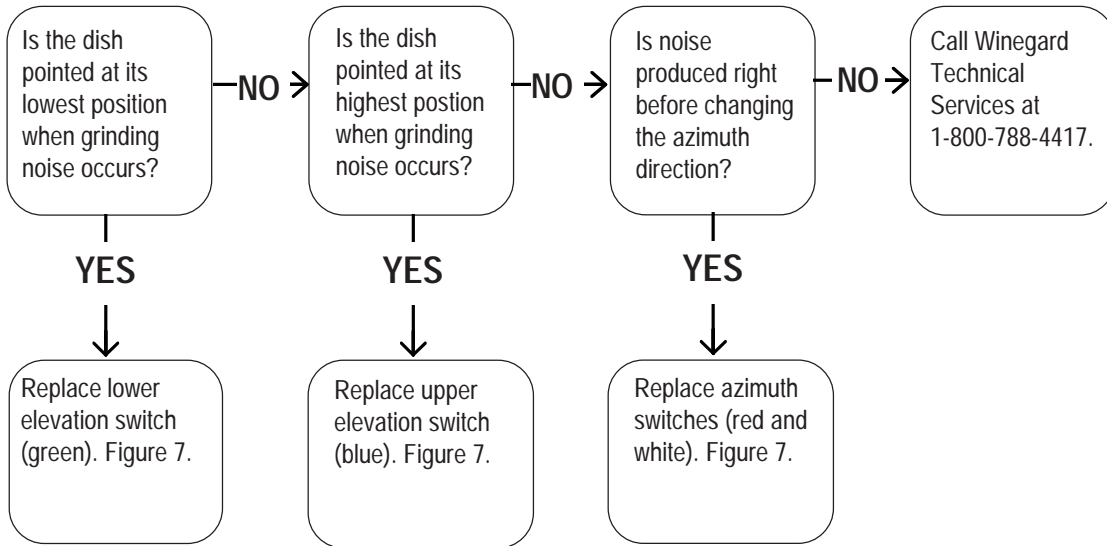 Is the dish
pointed at its
lowest position
when grinding
noise occurs?
NO
Is the dish
pointed at its
highest postion
when grinding
noise occurs?
NO
Is noise
produced right
before changing
the azimuth
direction?
NO
Call Winegard
Technical
Services at
1-800-788-4417.
YES
YES
YES
Replace lower
elevation switch
(green). Figure 7.
Replace upper
elevation switch
(blue). Figure 7.
Replace azimuth
switches (red and
white). Figure 7.